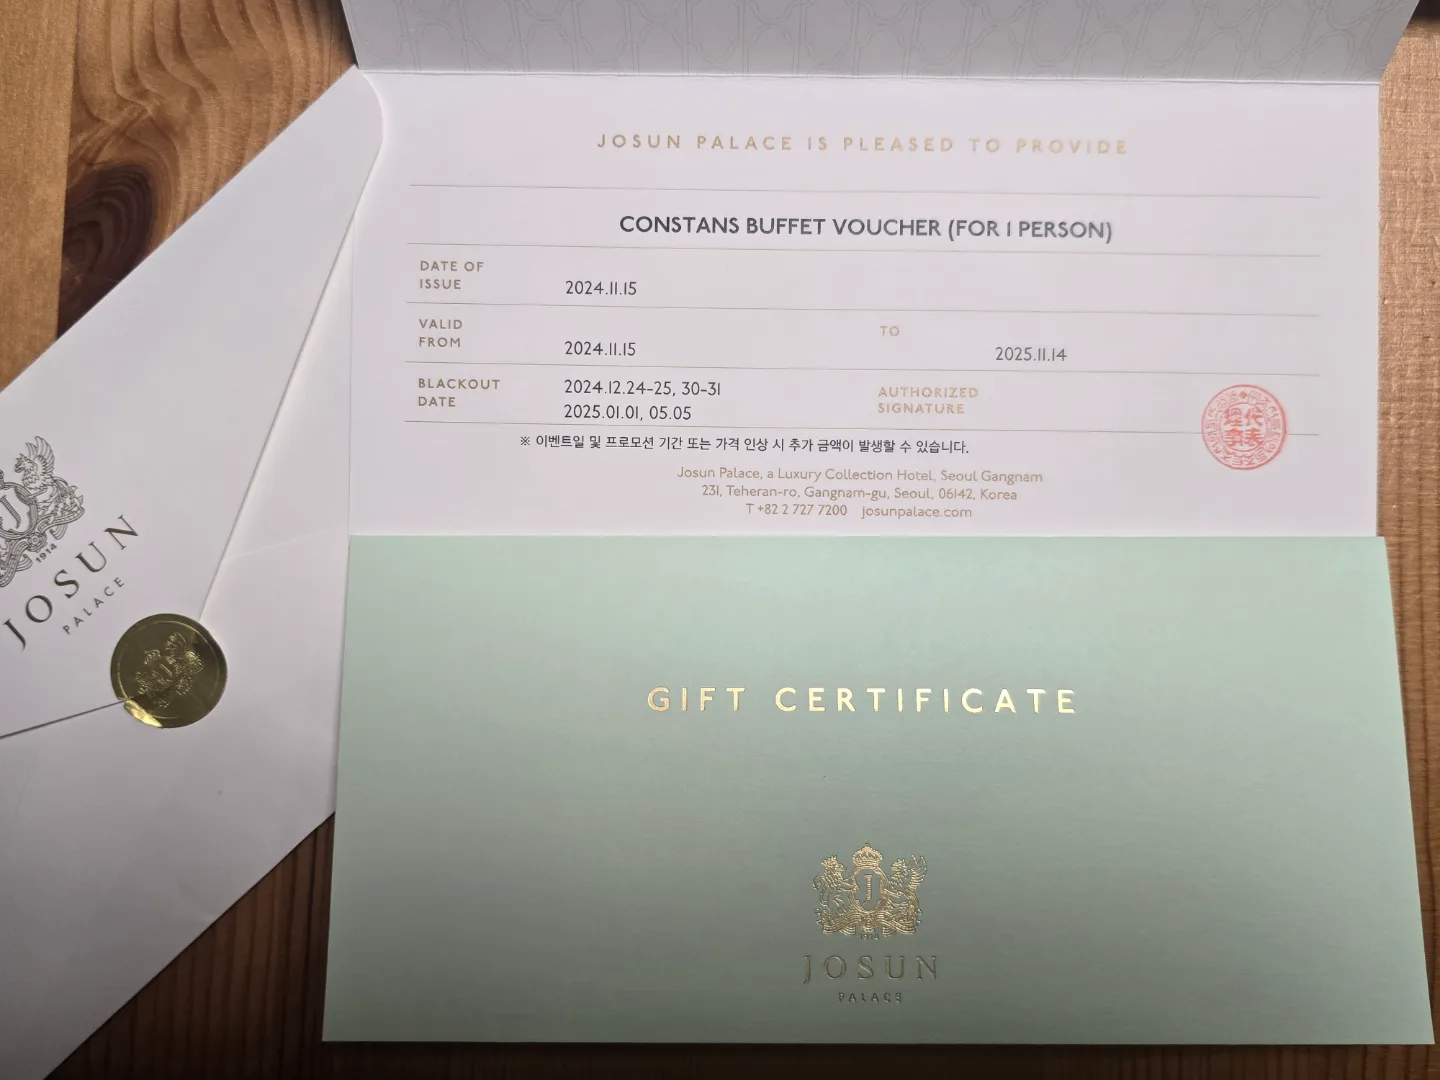 JOSUN PALACE IS PLEASED TO PROVIDE
CONSTANS BUFFET VOUCHER (FOR 1 PERSON)
DATE OF
ISSUE
2024.11.15
VALID
FROM
2024.11.15
TO
2025.11.14
BLACKOUT
DATE
2024.12.24-25, 30-31
2025.01.01, 05.05
AUTHORIZED
SIGNATURE
※ 이벤트일 및 프로모션 기간 또는 가격 인상 시 추가 금액이 발생할 수 있습니다.
Josun Palace, a Luxury Collection Hotel, Seoul Gangnam
231, Teheran-ro, Gangnam-gu, Seoul, 06142, Korea
T +82 2 727 7200 josunpalace.com
J
1914
JOSUN
PALACE
J
GIFT CERTIFICATE
J
1914
JOSUN
PALACE